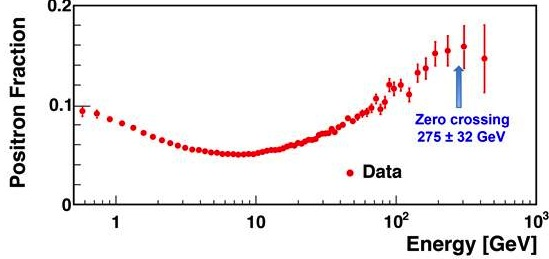 0.2
Positron Fraction
0.1
Zero crossing
275 ± 32 GeV
Data
0
1
10
10²
10³
Energy [GeV]